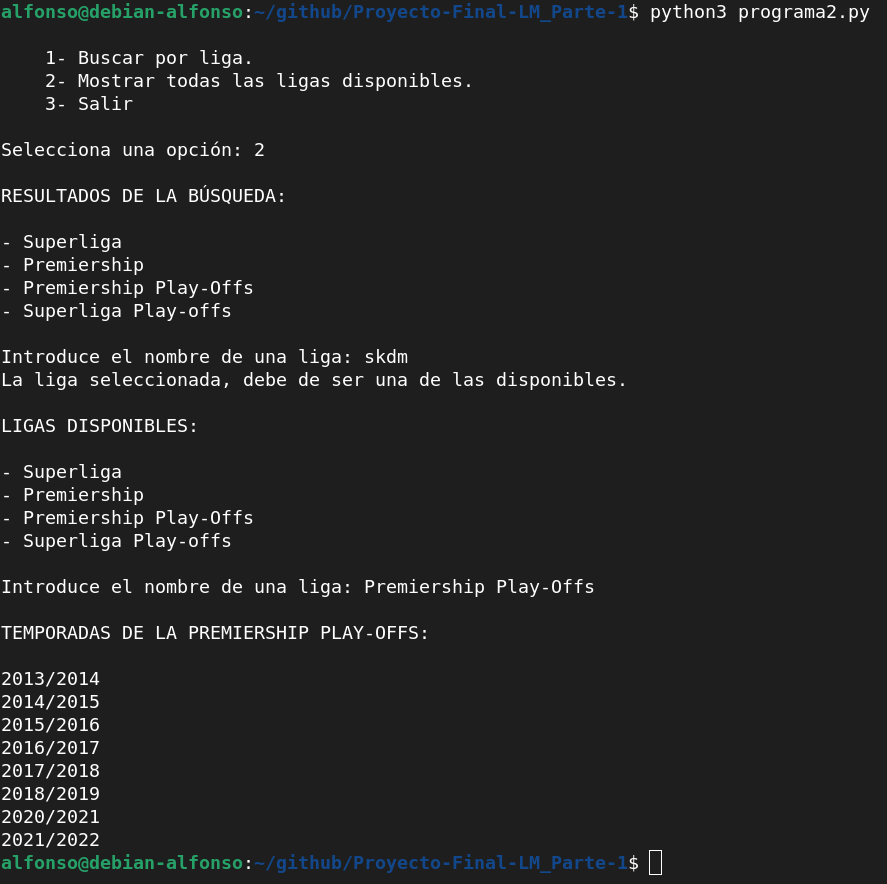 alfonso@debian-alfonso:~/github/Proyecto-Final-LM_Parte-1$ python3 programa2.py
1- Buscar por liga.
2- Mostrar todas las ligas disponibles.
3- Salir
Selecciona una opción: 2
RESULTADOS DE LA BÚSQUEDA:
- Superliga
- Premiership
- Premiership Play-Offs
- Superliga Play-offs
Introduce el nombre de una liga: skdm
La liga seleccionada, debe de ser una de las disponibles.
LIGAS DISPONIBLES:
- Superliga
- Premiership
- Premiership Play-Offs
- Superliga Play-offs
Introduce el nombre de una liga: Premiership Play-Offs
TEMPORADAS DE LA PREMIERSHIP PLAY-OFFS:
2013/2014
2014/2015
2015/2016
2016/2017
2017/2018
2018/2019
2020/2021
2021/2022
alfonso@debian-alfonso:~/github/Proyecto-Final-LM_Parte-1$